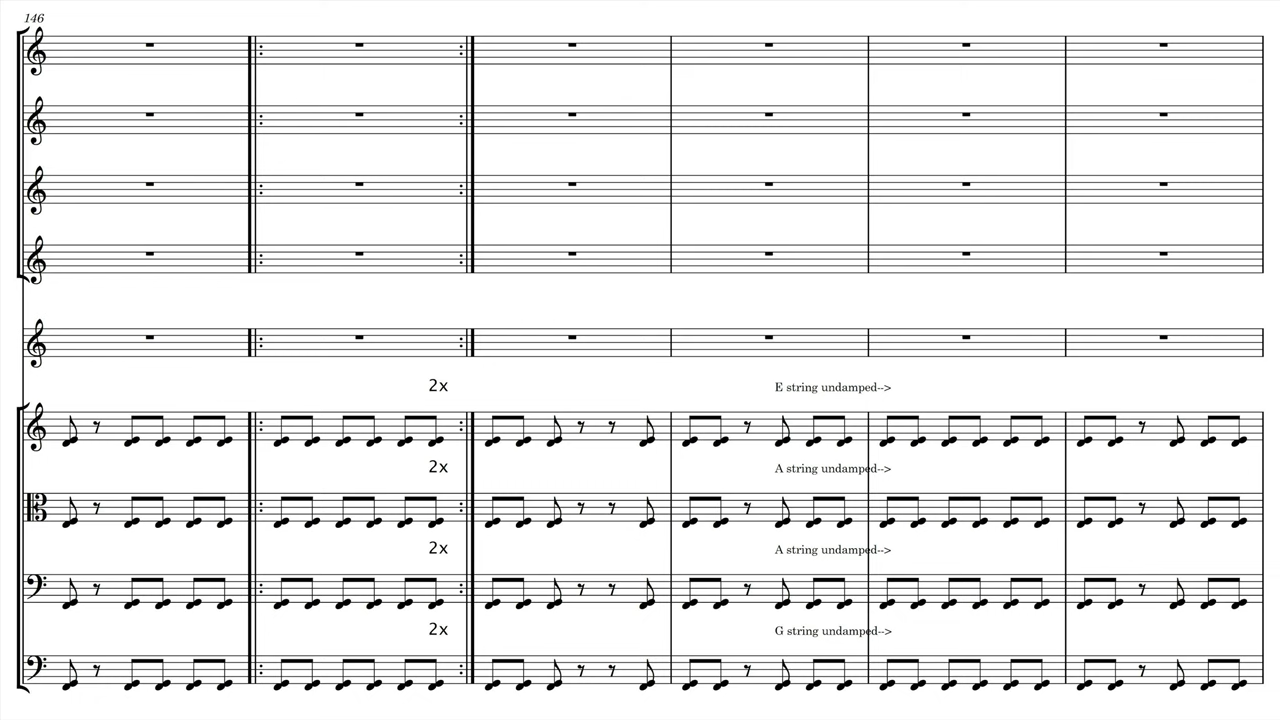 146
2x
E string undamped-->
2x
A string undamped-->
2x
A string undamped-->
2x
G string undamped-->